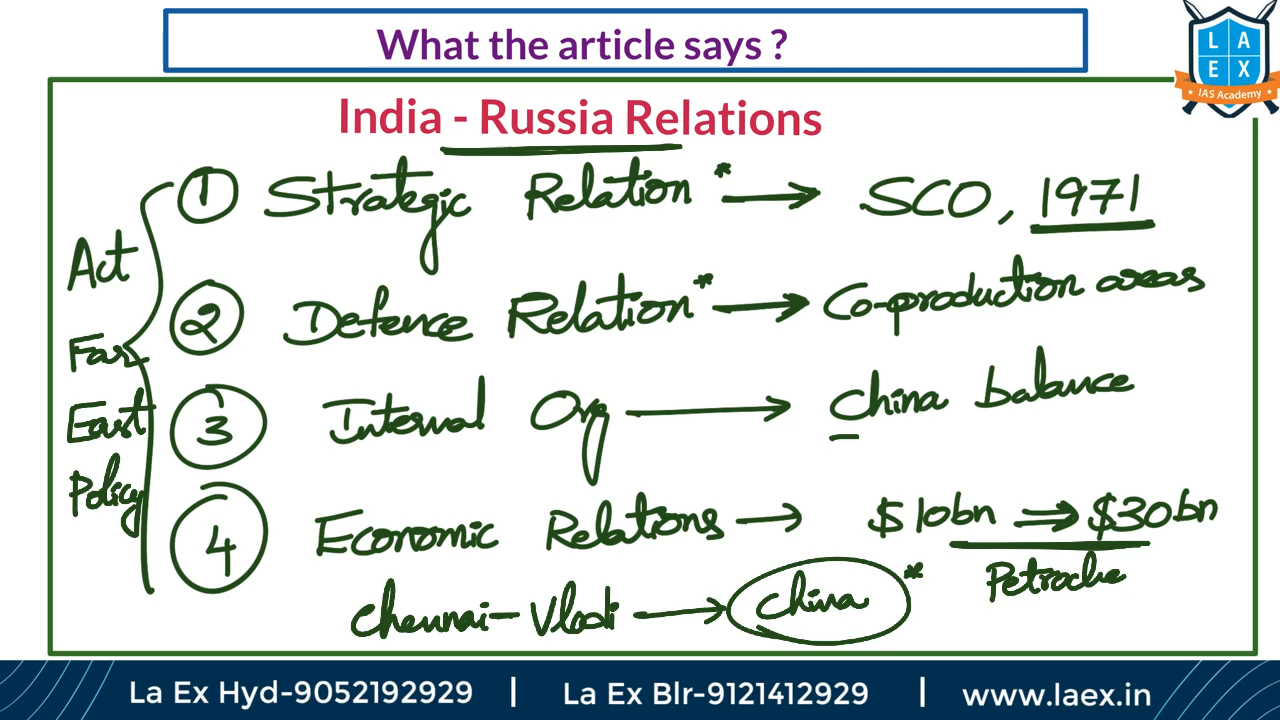 What the article says ?
L A
E X
IAS Academy
India - Russia Relations
① Strategic Relation* → SCO, 1971
Act
② Defence Relation* → Co-production areas
Far
East
③ Internal Org → China balance
Policy
④ Economic Relations → $10bn ⇒ $30bn
Petroche
Chennai - Vladi → China*
La Ex Hyd-9052192929 | La Ex Blr-9121412929 | www.laex.in